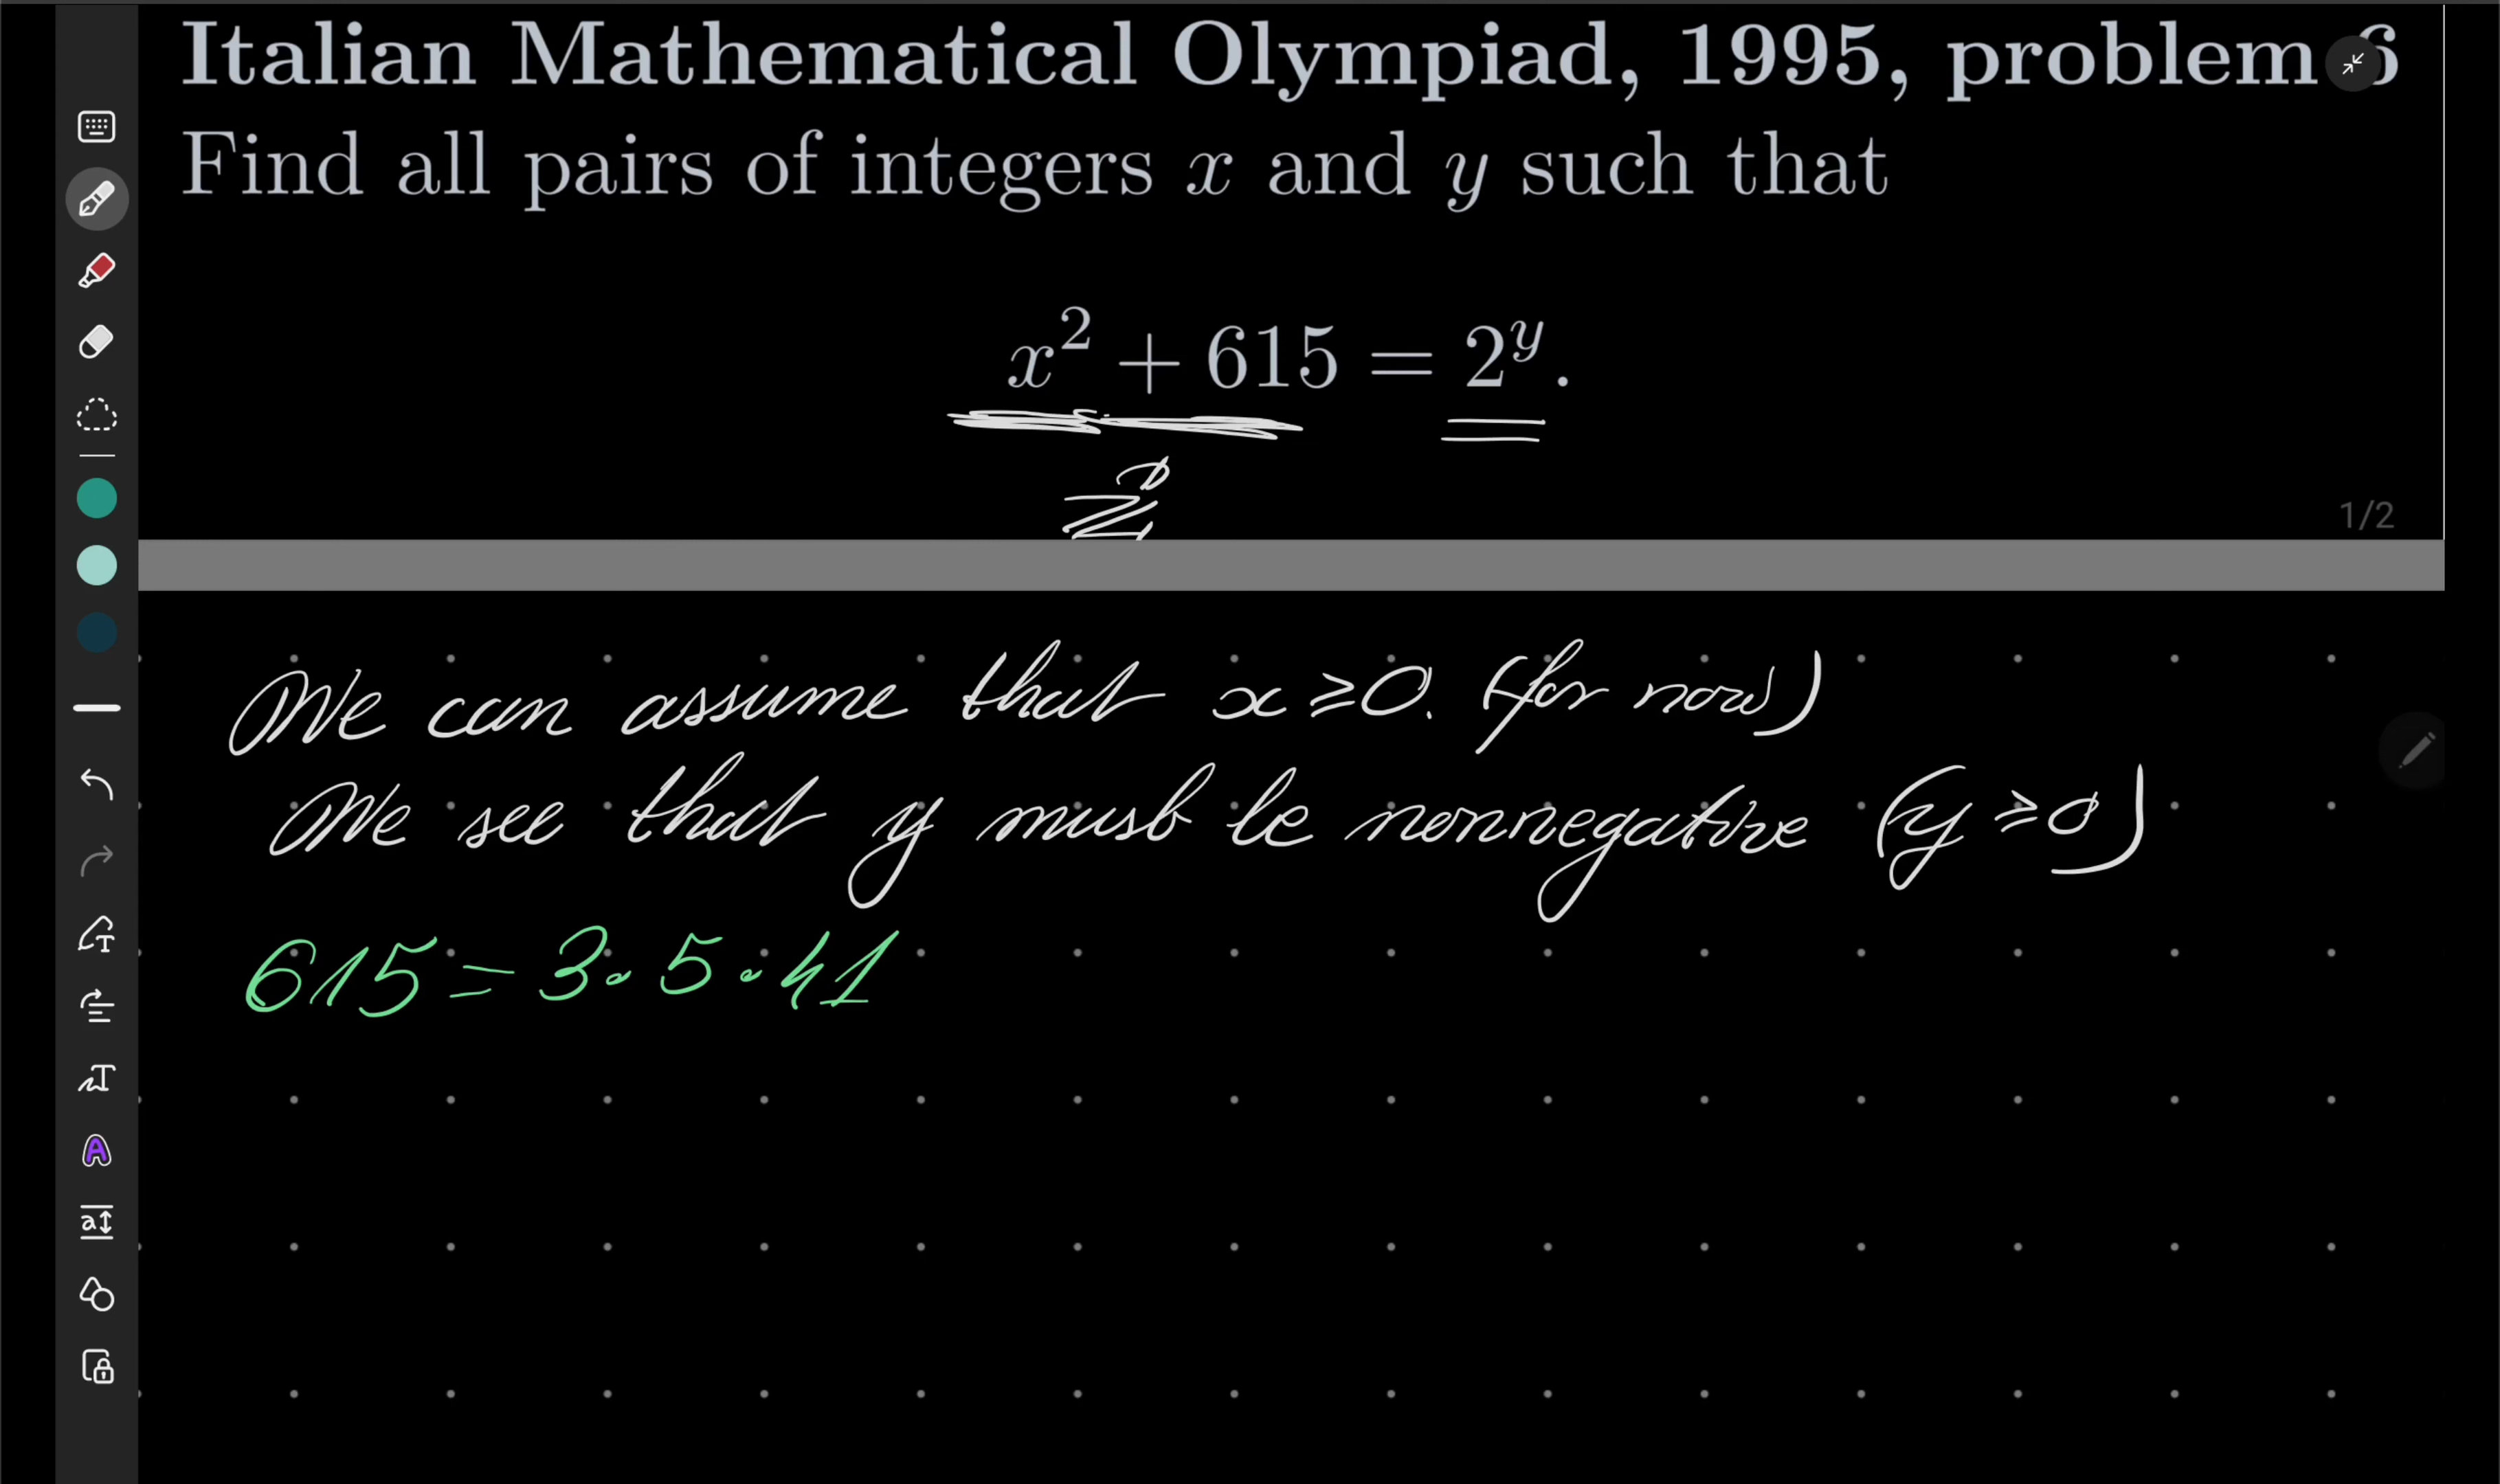 Italian Mathematical Olympiad, 1995, problem 6
Find all pairs of integers x and y such that
x² + 615 = 2^y.
ℤ
1/2
We can assume that x ≥ 0. (for now)
We see that y must be nonnegative (y ≥ 0)
615 = 3 · 5 · 41